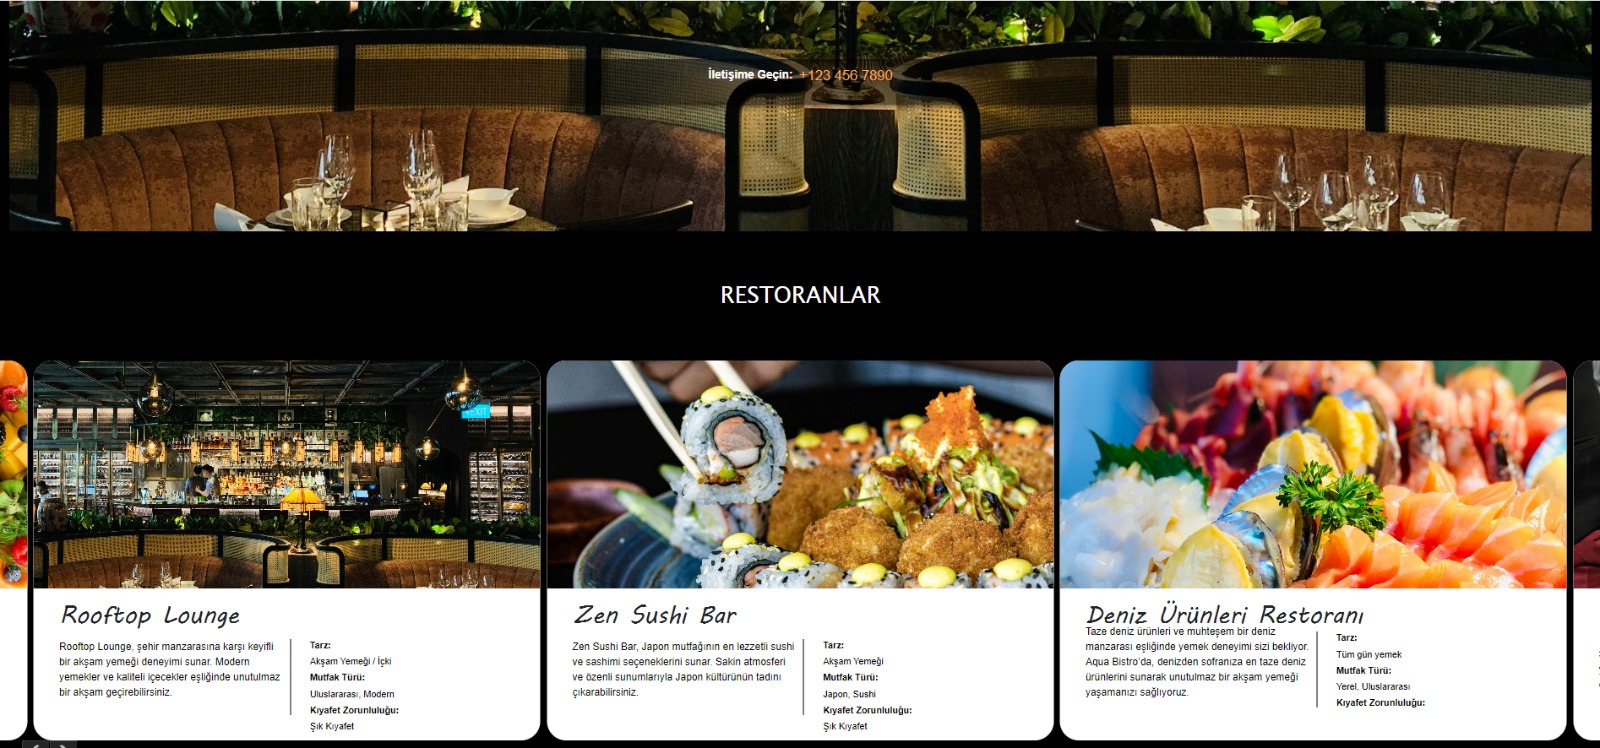 İletişime Geçin: +123 456 7890
RESTORANLAR
EXIT
Rooftop Lounge
Rooftop Lounge, şehir manzarasına karşı keyifli
bir akşam yemeği deneyimi sunar. Modern
yemekler ve kaliteli içecekler eşliğinde unutulmaz
bir akşam geçirebilirsiniz.
Tarz:
Akşam Yemeği / İçki
Mutfak Türü:
Uluslararası, Modern
Kıyafet Zorunluluğu:
Şık Kıyafet
Zen Sushi Bar
Zen Sushi Bar, Japon mutfağının en lezzetli sushi
ve sashimi seçeneklerini sunar. Sakin atmosferi
ve özenli sunumlarıyla Japon kültürünün tadını
çıkarabilirsiniz.
Tarz:
Akşam Yemeği
Mutfak Türü:
Japon, Sushi
Kıyafet Zorunluluğu:
Şık Kıyafet
Deniz Ürünleri Restoranı
Taze deniz ürünleri ve muhteşem bir deniz
manzarası eşliğinde yemek deneyimi sizi bekliyor.
Aqua Bistro'da, denizden sofranıza en taze deniz
ürünlerini sunarak unutulmaz bir akşam yemeği
yaşamanızı sağlıyoruz.
Tarz:
Tüm gün yemek
Mutfak Türü:
Yerel, Uluslararası
Kıyafet Zorunluluğu: